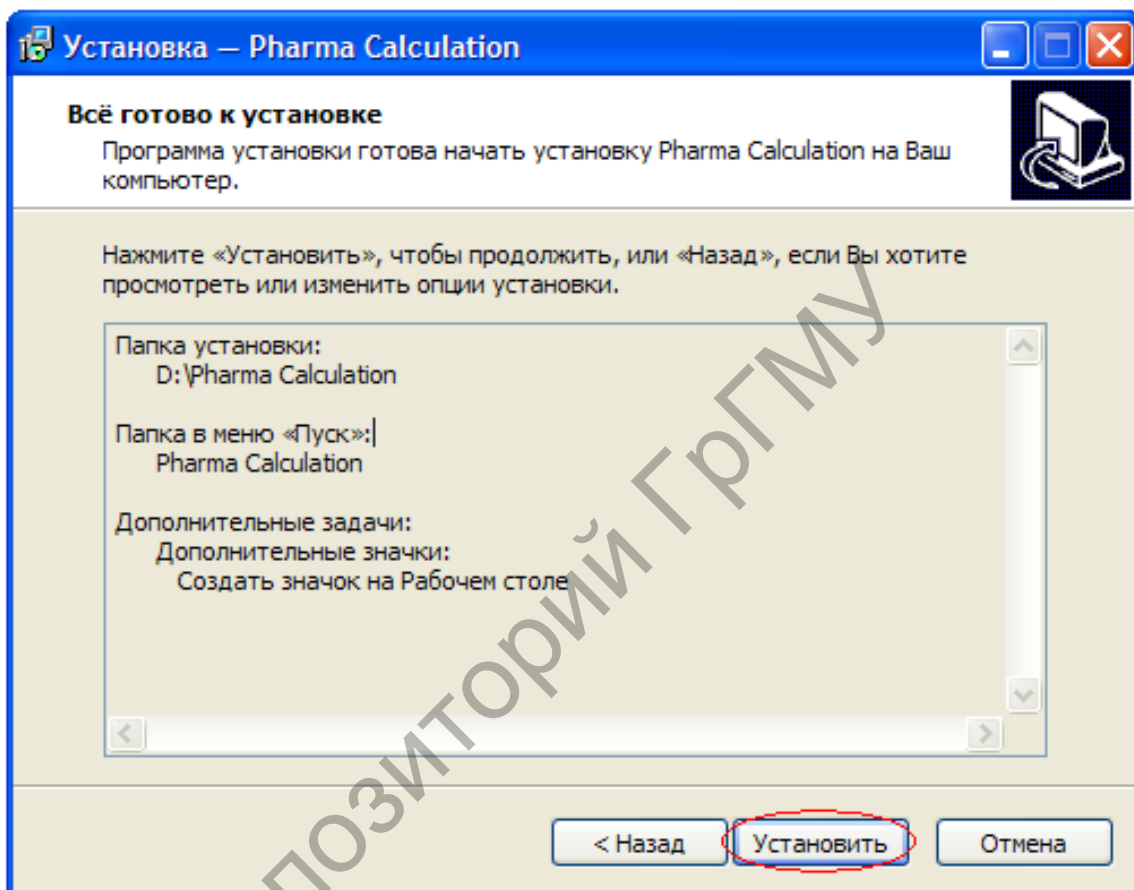 Установка — Pharma Calculation
Всё готово к установке
Программа установки готова начать установку Pharma Calculation на Ваш
компьютер.
Нажмите «Установить», чтобы продолжить, или «Назад», если Вы хотите
просмотреть или изменить опции установки.
Папка установки:
D:\Pharma Calculation
Папка в меню «Пуск»:
Pharma Calculation
Дополнительные задачи:
Дополнительные значки:
Создать значок на Рабочем столе
< Назад
Установить
Отмена
позиторий ГрГМУ